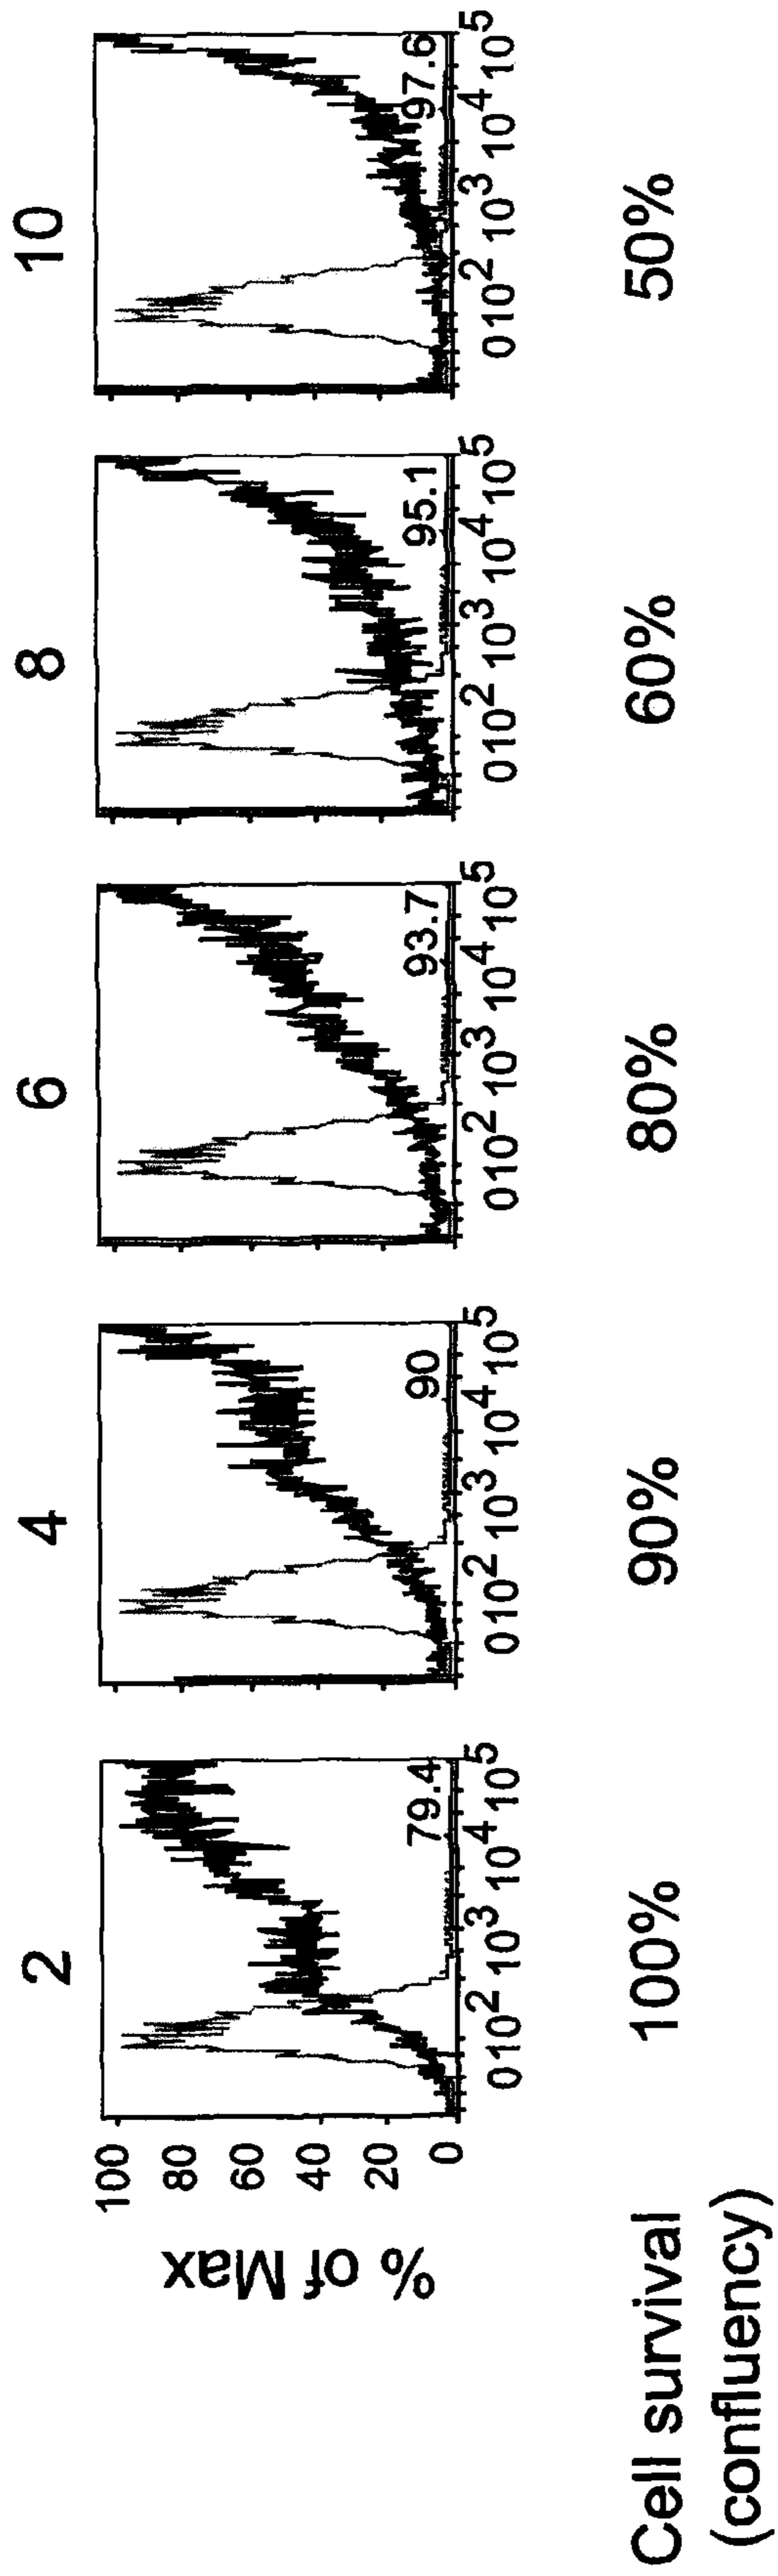 2 4 6 8 10
% of Max
100
80
60
40
20
0
79.4 90 93.7 95.1 97.6
0 10² 10³ 10⁴ 10⁵ 0 10² 10³ 10⁴ 10⁵ 0 10² 10³ 10⁴ 10⁵ 0 10² 10³ 10⁴ 10⁵ 0 10² 10³ 10⁴ 10⁵
Cell survival 100% 90% 80% 60% 50%
(confluency)